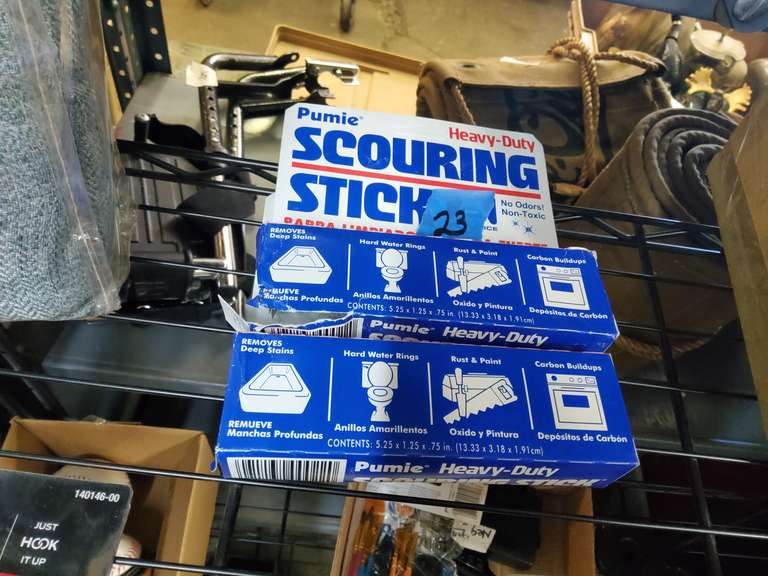 Pumie®
Heavy-Duty
SCOURING
STICK
No Odors!
Non-Toxic
23
REMOVES
Deep Stains
Hard Water Rings
Rust & Paint
Carbon Buildups
REMUEVE
Manchas Profundas
Anillos Amarillentos
Oxido y Pintura
Depósitos de Carbón
CONTENTS: 5.25 x 1.25 x .75 in. (13.33 x 3.18 x 1.91cm)
Pumie® Heavy-Duty
REMOVES
Deep Stains
Hard Water Rings
Rust & Paint
Carbon Buildups
REMUEVE
Manchas Profundas
Anillos Amarillentos
Oxido y Pintura
Depósitos de Carbón
CONTENTS: 5.25 x 1.25 x .75 in. (13.33 x 3.18 x 1.91cm)
Pumie® Heavy-Duty
SCOURING STICK
140146-00
JUST
HOOK
IT UP